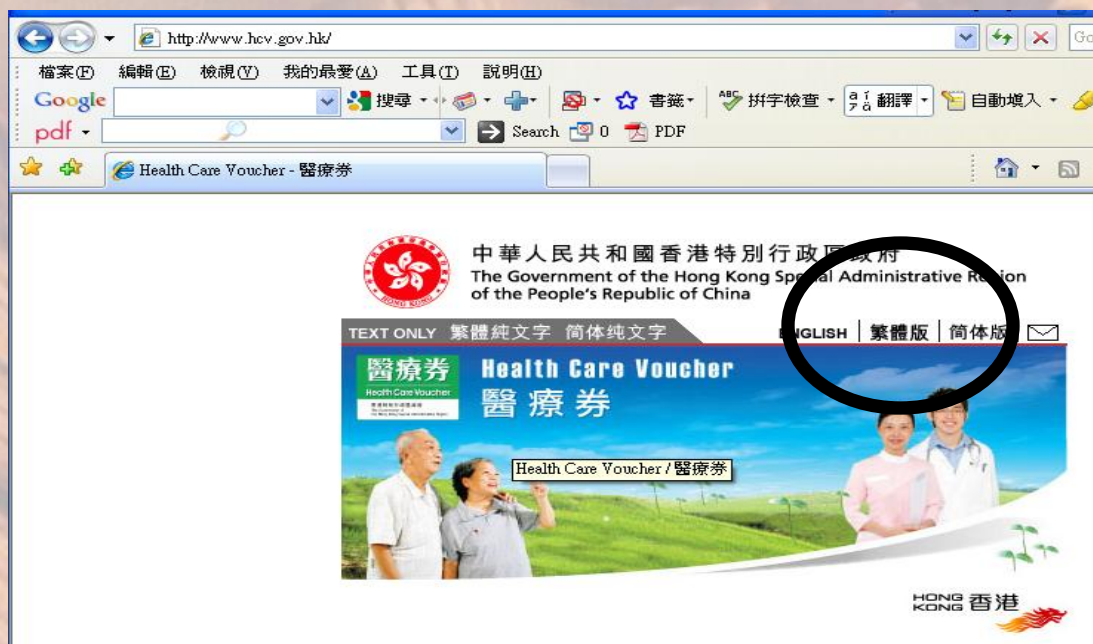 http://www.hcv.gov.hk/
檔案(F) 編輯(E) 檢視(V) 我的最愛(A) 工具(T) 說明(H)
Google 搜尋 書籤 拼字檢查 翻譯 自動填入
pdf Search 0 PDF
Health Care Voucher - 醫療券
中華人民共和國香港特別行政區政府
The Government of the Hong Kong Special Administrative Region
of the People's Republic of China
TEXT ONLY 繁體純文字 简体纯文字 ENGLISH 繁體版 简体版
醫療券 Health Care Voucher
Health Care Voucher
醫療券
Health Care Voucher / 醫療券
HONG KONG 香港